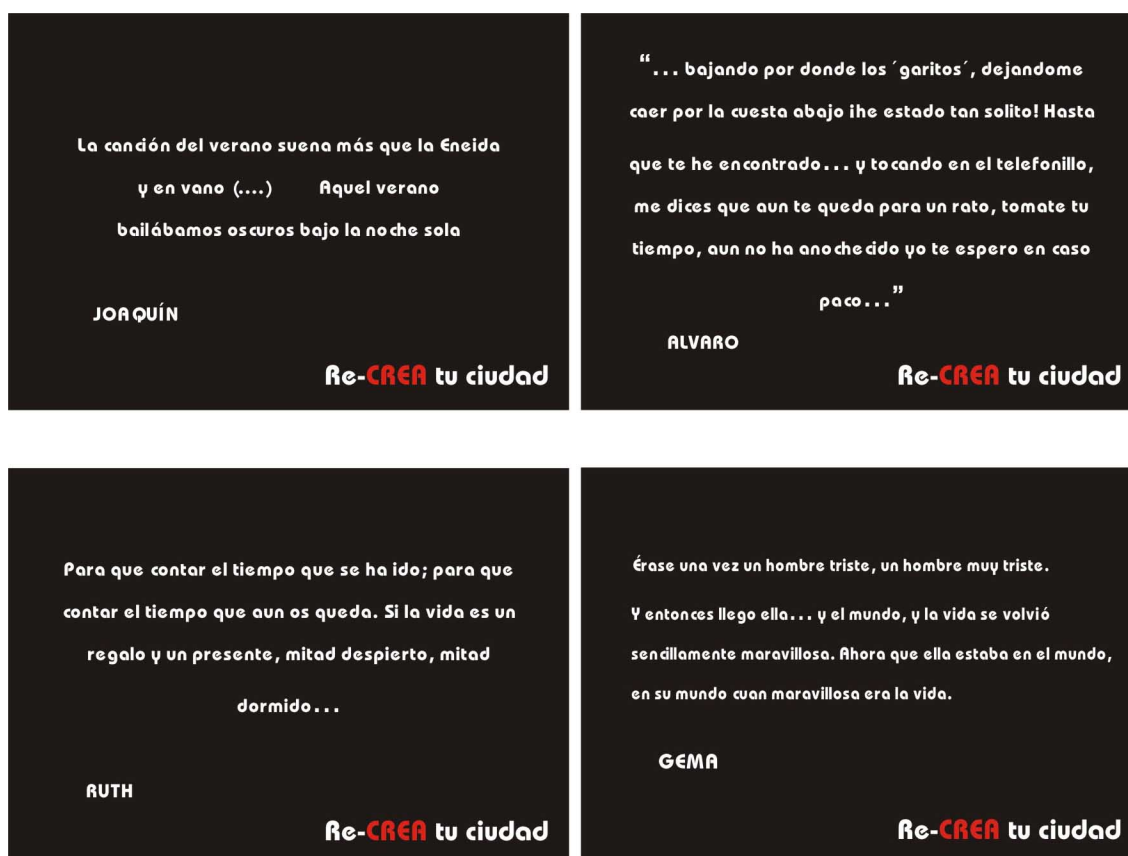 La canción del verano suena más que la Eneida
y en vano (....) Aquel verano
bailábamos oscuros bajo la noche sola
JOAQUÍN
Re-CREA tu ciudad
“... bajando por donde los ´garitos´, dejandome
caer por la cuesta abajo ¡he estado tan solito! Hasta
que te he encontrado... y tocando en el telefonillo,
me dices que aun te queda para un rato, tomate tu
tiempo, aun no ha anochecido yo te espero en caso
paco...”
ALVARO
Re-CREA tu ciudad
Para que contar el tiempo que se ha ido; para que
contar el tiempo que aun os queda. Si la vida es un
regalo y un presente, mitad despierto, mitad
dormido...
RUTH
Re-CREA tu ciudad
Érase una vez un hombre triste, un hombre muy triste.
Y entonces llego ella... y el mundo, y la vida se volvió
sencillamente maravillosa. Ahora que ella estaba en el mundo,
en su mundo cuan maravillosa era la vida.
GEMA
Re-CREA tu ciudad